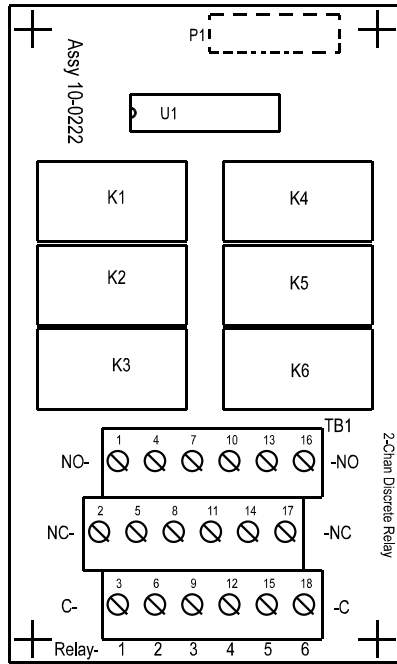 P1
Assy 10-0222
U1
K1
K4
K2
K5
K3
K6
TB1
2-Chan Discrete Relay
1 4 7 10 13 16
NO- -NO
2 5 8 11 14 17
NC- -NC
3 6 9 12 15 18
C- -C
Relay- 1 2 3 4 5 6